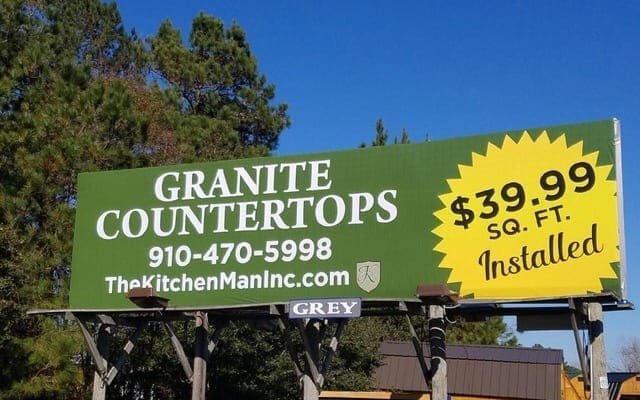 GRANITE
COUNTERTOPS
910-470-5998
TheKitchenManInc.com
K
$39.99
SQ. FT.
Installed
GREY